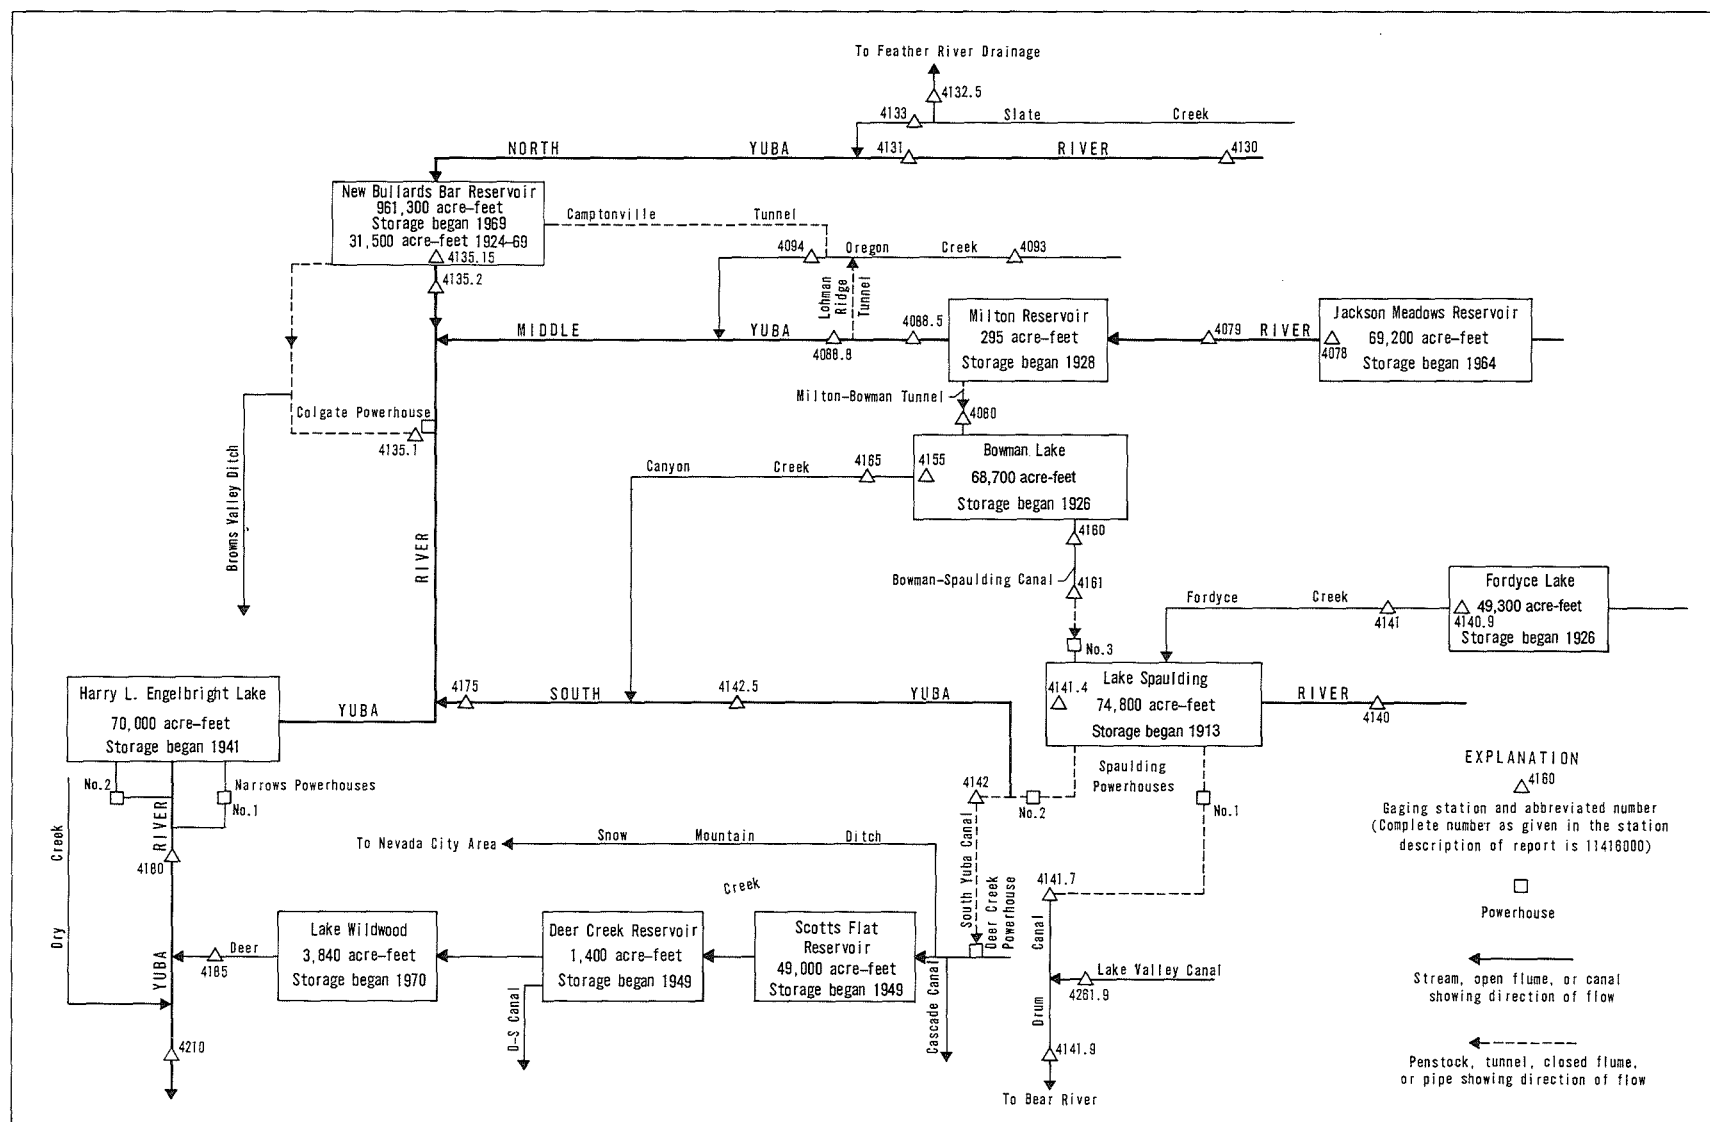 To Feather River Drainage
4132.5
4133
Slate Creek
NORTH YUBA RIVER
4131
4130
New Bullards Bar Reservoir
961,300 acre-feet
Storage began 1969
31,500 acre-feet 1924-69
4135.15
4135.2
Camptonville Tunnel
4094
Oregon Creek
4093
Lohman
Ridge
Tunnel
MIDDLE YUBA RIVER
4088.8
4088.5
Milton Reservoir
295 acre-feet
Storage began 1928
4079
Jackson Meadows Reservoir
69,200 acre-feet
Storage began 1964
4078
Milton-Bowman Tunnel
4080
Colgate Powerhouse
4135.1
Browns Valley Ditch
Canyon Creek
4165
4155
Bowman Lake
68,700 acre-feet
Storage began 1926
4160
Bowman-Spaulding Canal
4161
No.3
RIVER
Fordyce Creek
4141
Fordyce Lake
49,300 acre-feet
4140.9
Storage began 1926
Harry L. Engelbright Lake
70,000 acre-feet
Storage began 1941
YUBA
4175
SOUTH YUBA RIVER
4142.5
4141.4
Lake Spaulding
74,800 acre-feet
Storage began 1913
4140
No.2
Narrows Powerhouses
No.1
RIVER
4180
Spaulding
Powerhouses
4142
No.2
No.1
Dry Creek
To Nevada City Area
Snow Mountain Ditch
South Yuba Canal
Deer Creek
Powerhouse
4141.7
Deer Creek
4185
Lake Wildwood
3,840 acre-feet
Storage began 1970
Deer Creek Reservoir
1,400 acre-feet
Storage began 1949
Scotts Flat
Reservoir
49,000 acre-feet
Storage began 1949
YUBA
D-S Canal
Cascade Canal
Drum Canal
Lake Valley Canal
4261.9
4210
4141.9
To Bear River
EXPLANATION
4160
Gaging station and abbreviated number
(Complete number as given in the station
description of report is 11416000)
Powerhouse
Stream, open flume, or canal
showing direction of flow
Penstock, tunnel, closed flume,
or pipe showing direction of flow